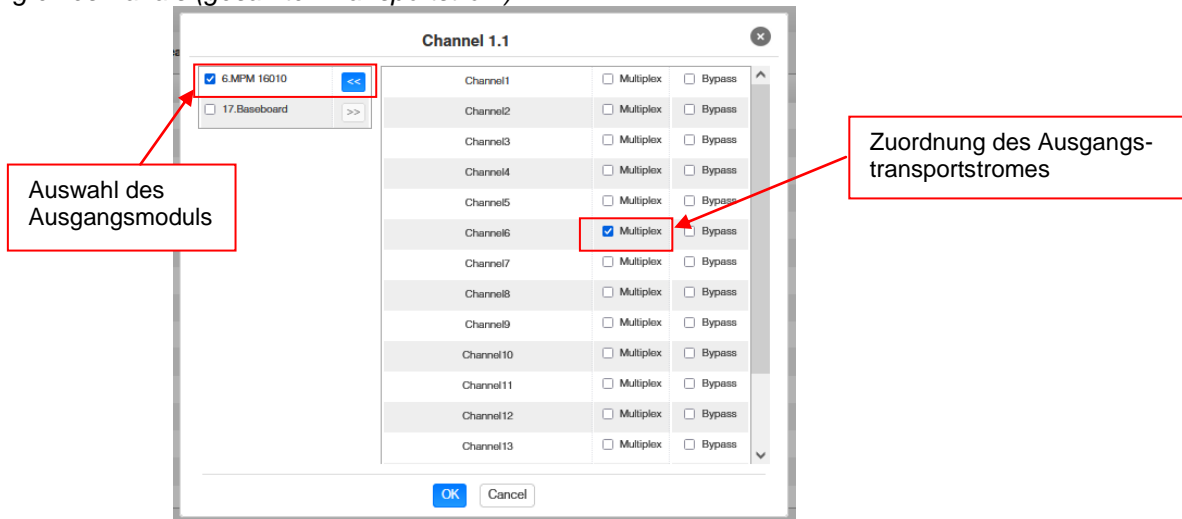 (gesamter Transportstrom)
Channel 1.1
6.MPM 16010 <<
17.Baseboard >>
Channel1 Multiplex Bypass
Channel2 Multiplex Bypass
Channel3 Multiplex Bypass
Channel4 Multiplex Bypass
Channel5 Multiplex Bypass
Channel6 Multiplex Bypass
Channel7 Multiplex Bypass
Channel8 Multiplex Bypass
Channel9 Multiplex Bypass
Channel10 Multiplex Bypass
Channel11 Multiplex Bypass
Channel12 Multiplex Bypass
Channel13 Multiplex Bypass
OK Cancel
Auswahl des
Ausgangsmoduls
Zuordnung des Ausgangs-
transportstromes